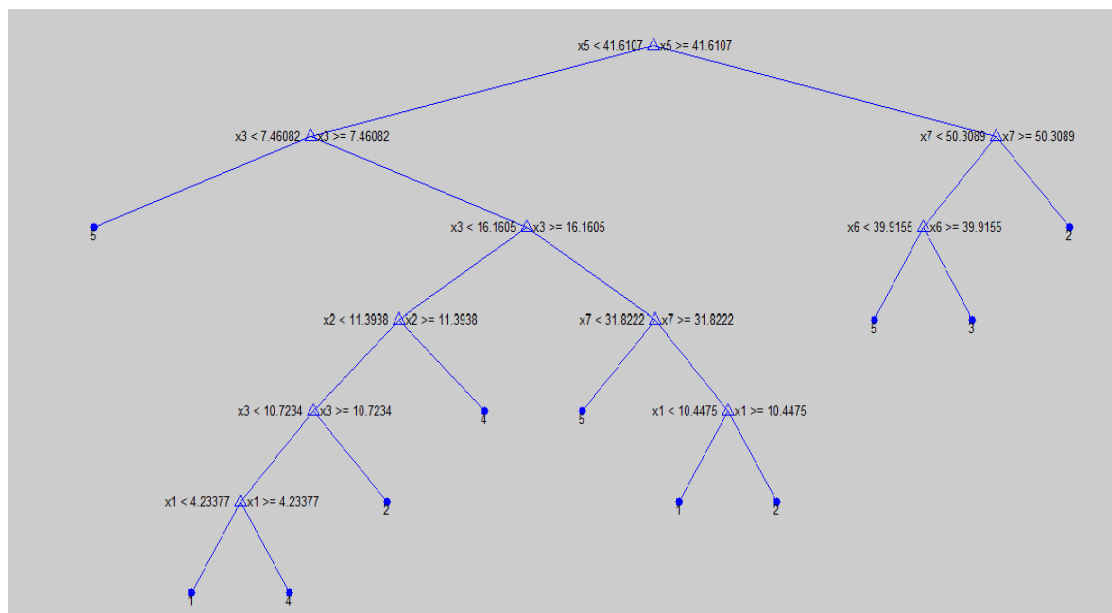 x5 < 41.6107 x5 >= 41.6107
x3 < 7.46082 x3 >= 7.46082 x7 < 50.3089 x7 >= 50.3089
5 x3 < 16.1605 x3 >= 16.1605 x6 < 39.9155 x6 >= 39.9155 2
x2 < 11.3938 x2 >= 11.3938 x7 < 31.8222 x7 >= 31.8222 5 3
x3 < 10.7234 x3 >= 10.7234 4 5 x1 < 10.4475 x1 >= 10.4475
x1 < 4.23377 x1 >= 4.23377 2 1 2
1 4